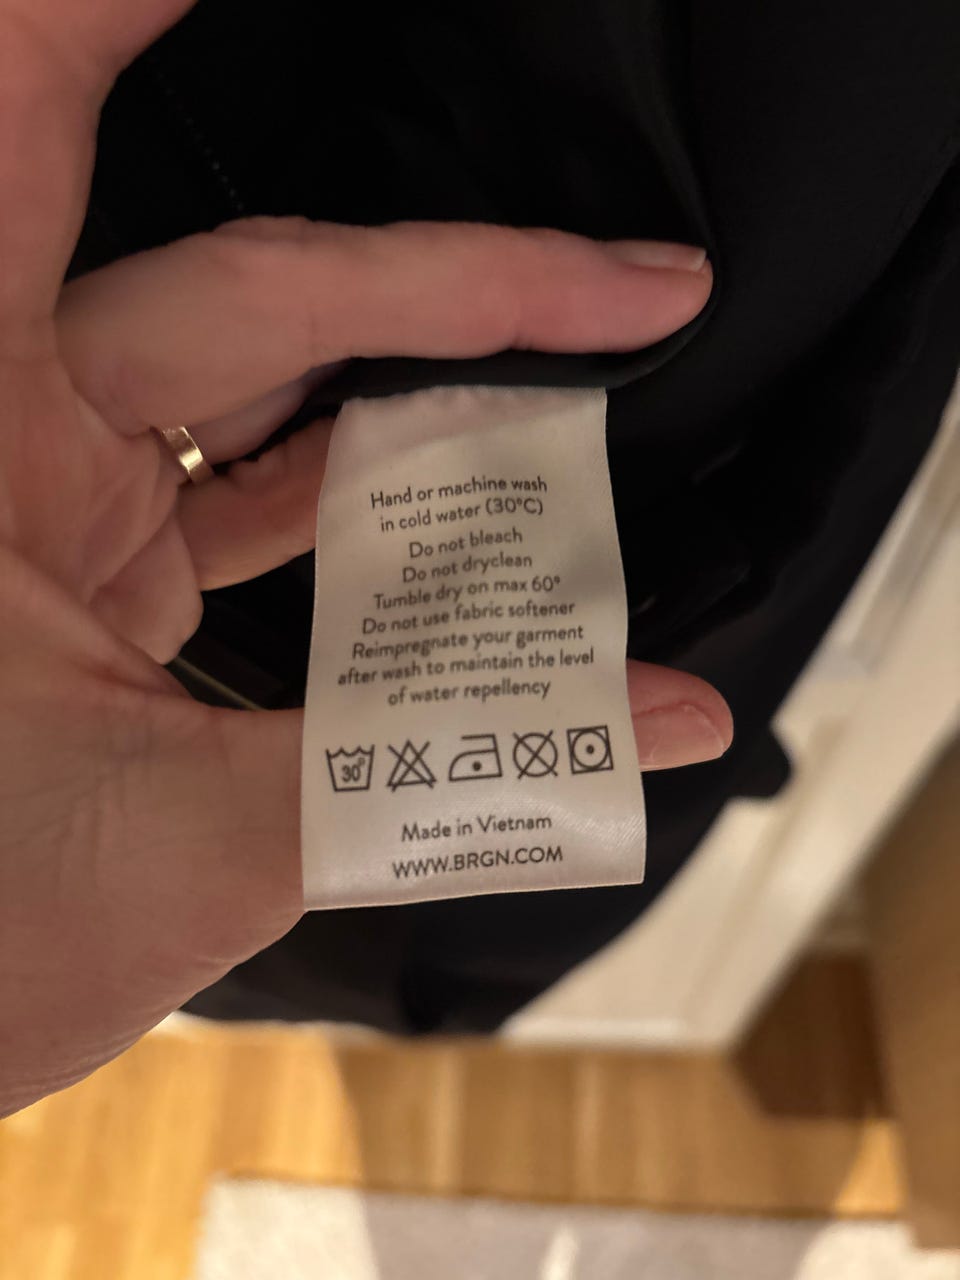 Hand or machine wash
in cold water (30°C)
Do not bleach
Do not dryclean
Tumble dry on max 60°
Do not use fabric softener
Reimpregnate your garment
after wash to maintain the level
of water repellency
30°
Made in Vietnam
WWW.BRGN.COM